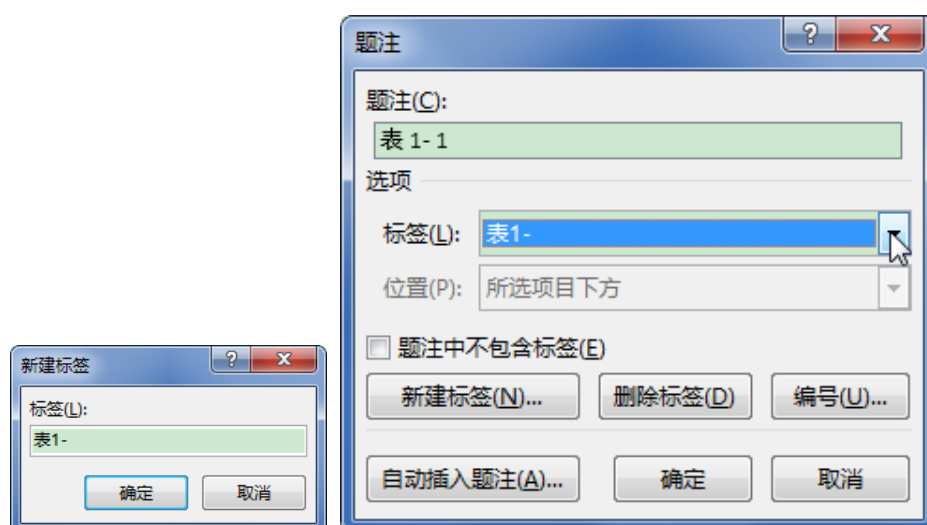 题注
题注(C):
表 1- 1
选项
标签(L): 表1-
位置(P): 所选项目下方
题注中不包含标签(E)
新建标签(N)... 删除标签(D) 编号(U)...
自动插入题注(A)... 确定 取消
新建标签
标签(L):
表1-
确定 取消